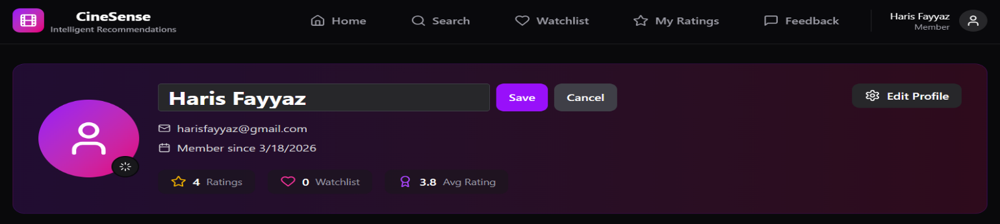 CineSense
Intelligent Recommendations
Home
Search
Watchlist
My Ratings
Feedback
Haris Fayyaz
Member
Haris Fayyaz
Save
Cancel
Edit Profile
harisfayyaz@gmail.com
Member since 3/18/2026
4 Ratings
0 Watchlist
3.8 Avg Rating